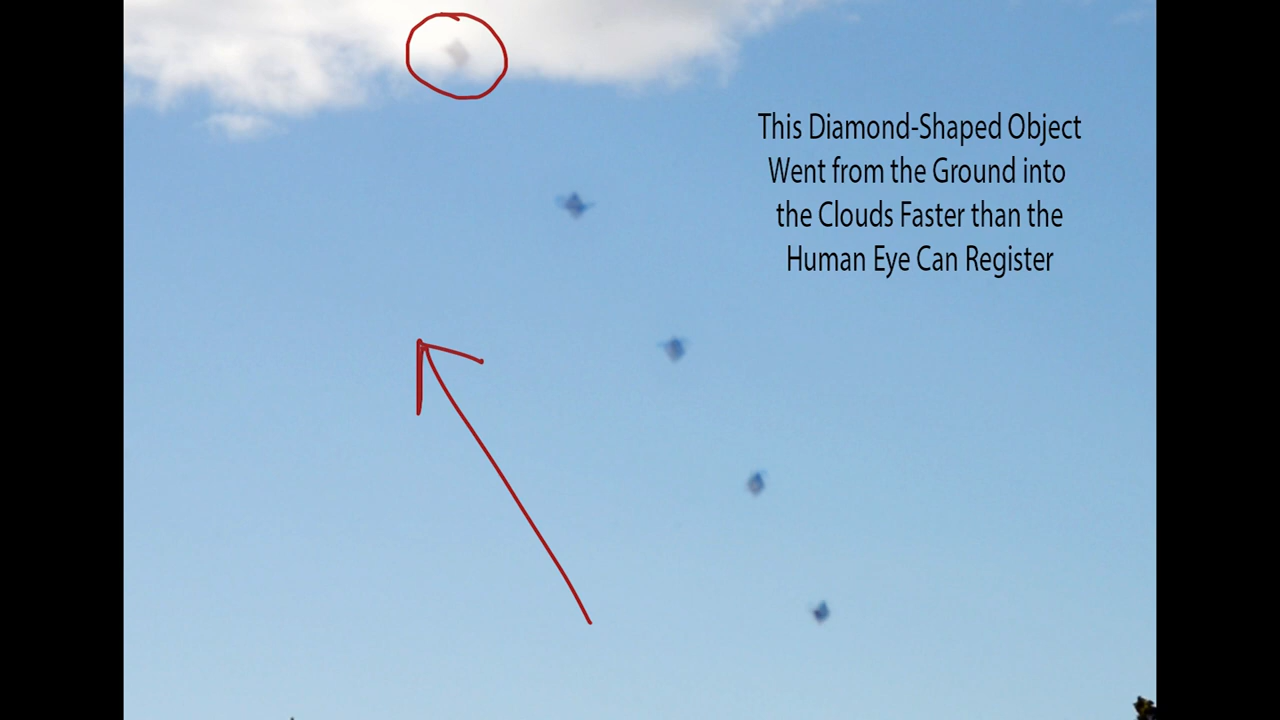 This Diamond-Shaped Object
Went from the Ground into
the Clouds Faster than the
Human Eye Can Register